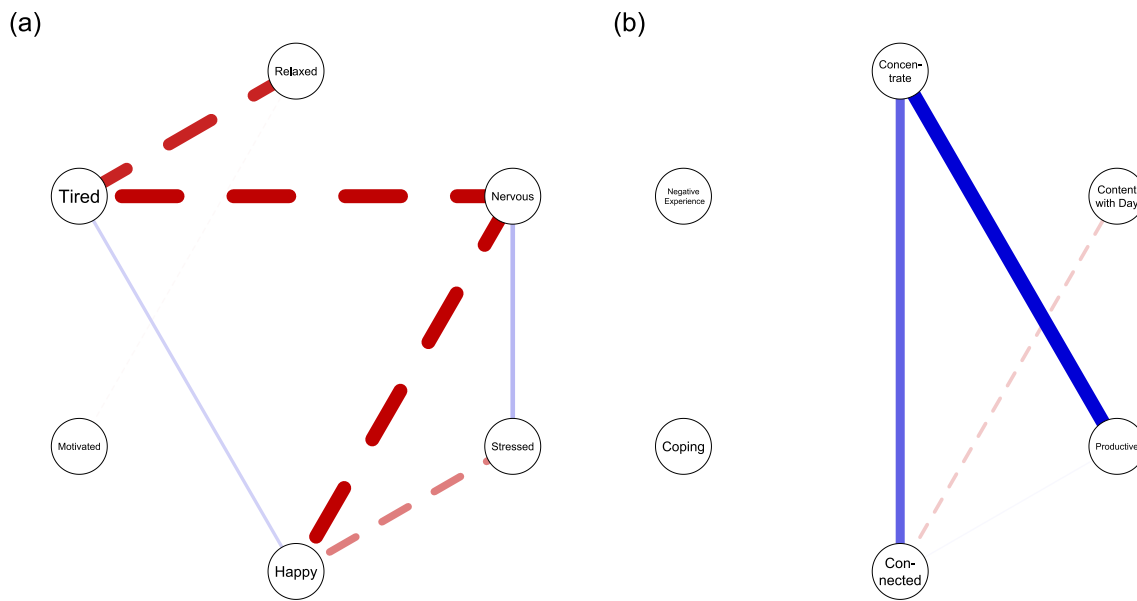 (a)
(b)
Relaxed
Tired
Nervous
Motivated
Stressed
Happy
Concen-
trate
Negative
Experience
Content
with Day
Coping
Productive
Con-
nected